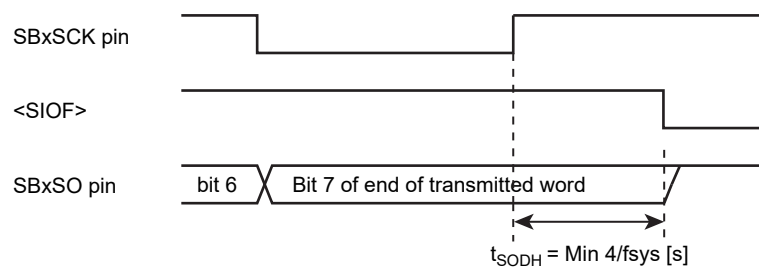 SBxSCK pin
<SIOF>
SBxSO pin bit 6 Bit 7 of end of transmitted word
tSODH = Min 4/fsys [s]